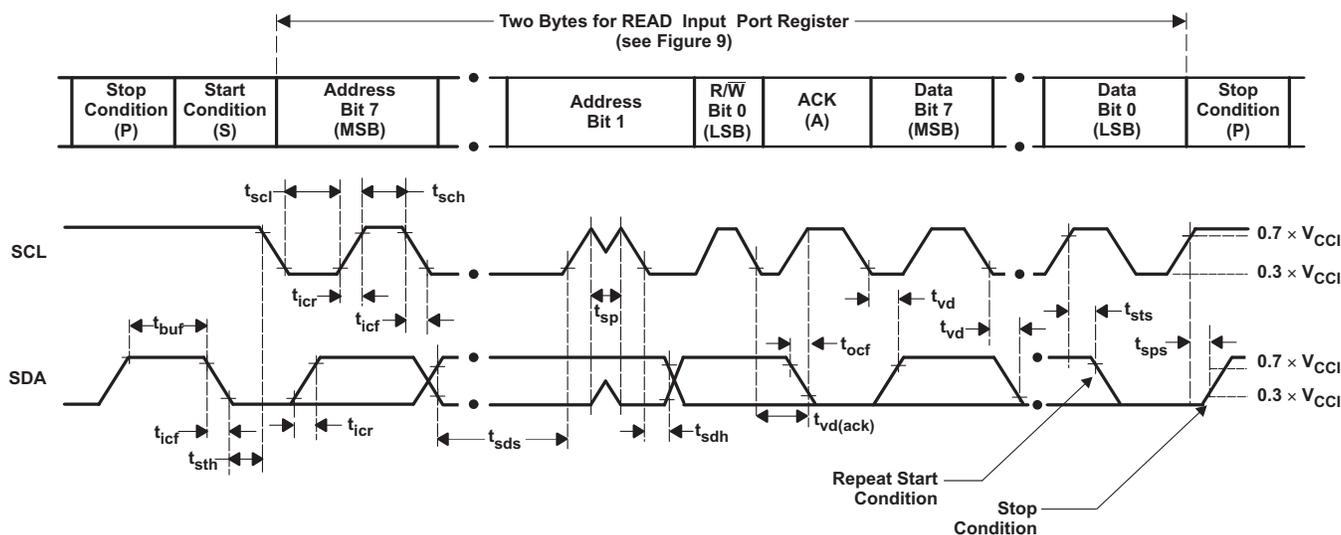 Two Bytes for READ Input Port Register
(see Figure 9)
Stop
Condition
(P)
Start
Condition
(S)
Address
Bit 7
(MSB)
Address
Bit 1
R/W̅
Bit 0
(LSB)
ACK
(A)
Data
Bit 7
(MSB)
Data
Bit 0
(LSB)
Stop
Condition
(P)
tscl
tsch
SCL
0.7 × VCCI
0.3 × VCCI
ticr
ticf
tsp
tvd
tvd
tsts
tbuf
tocf
tsps
SDA
0.7 × VCCI
0.3 × VCCI
ticf
ticr
tsth
tsds
tsdh
tvd(ack)
Repeat Start
Condition
Stop
Condition